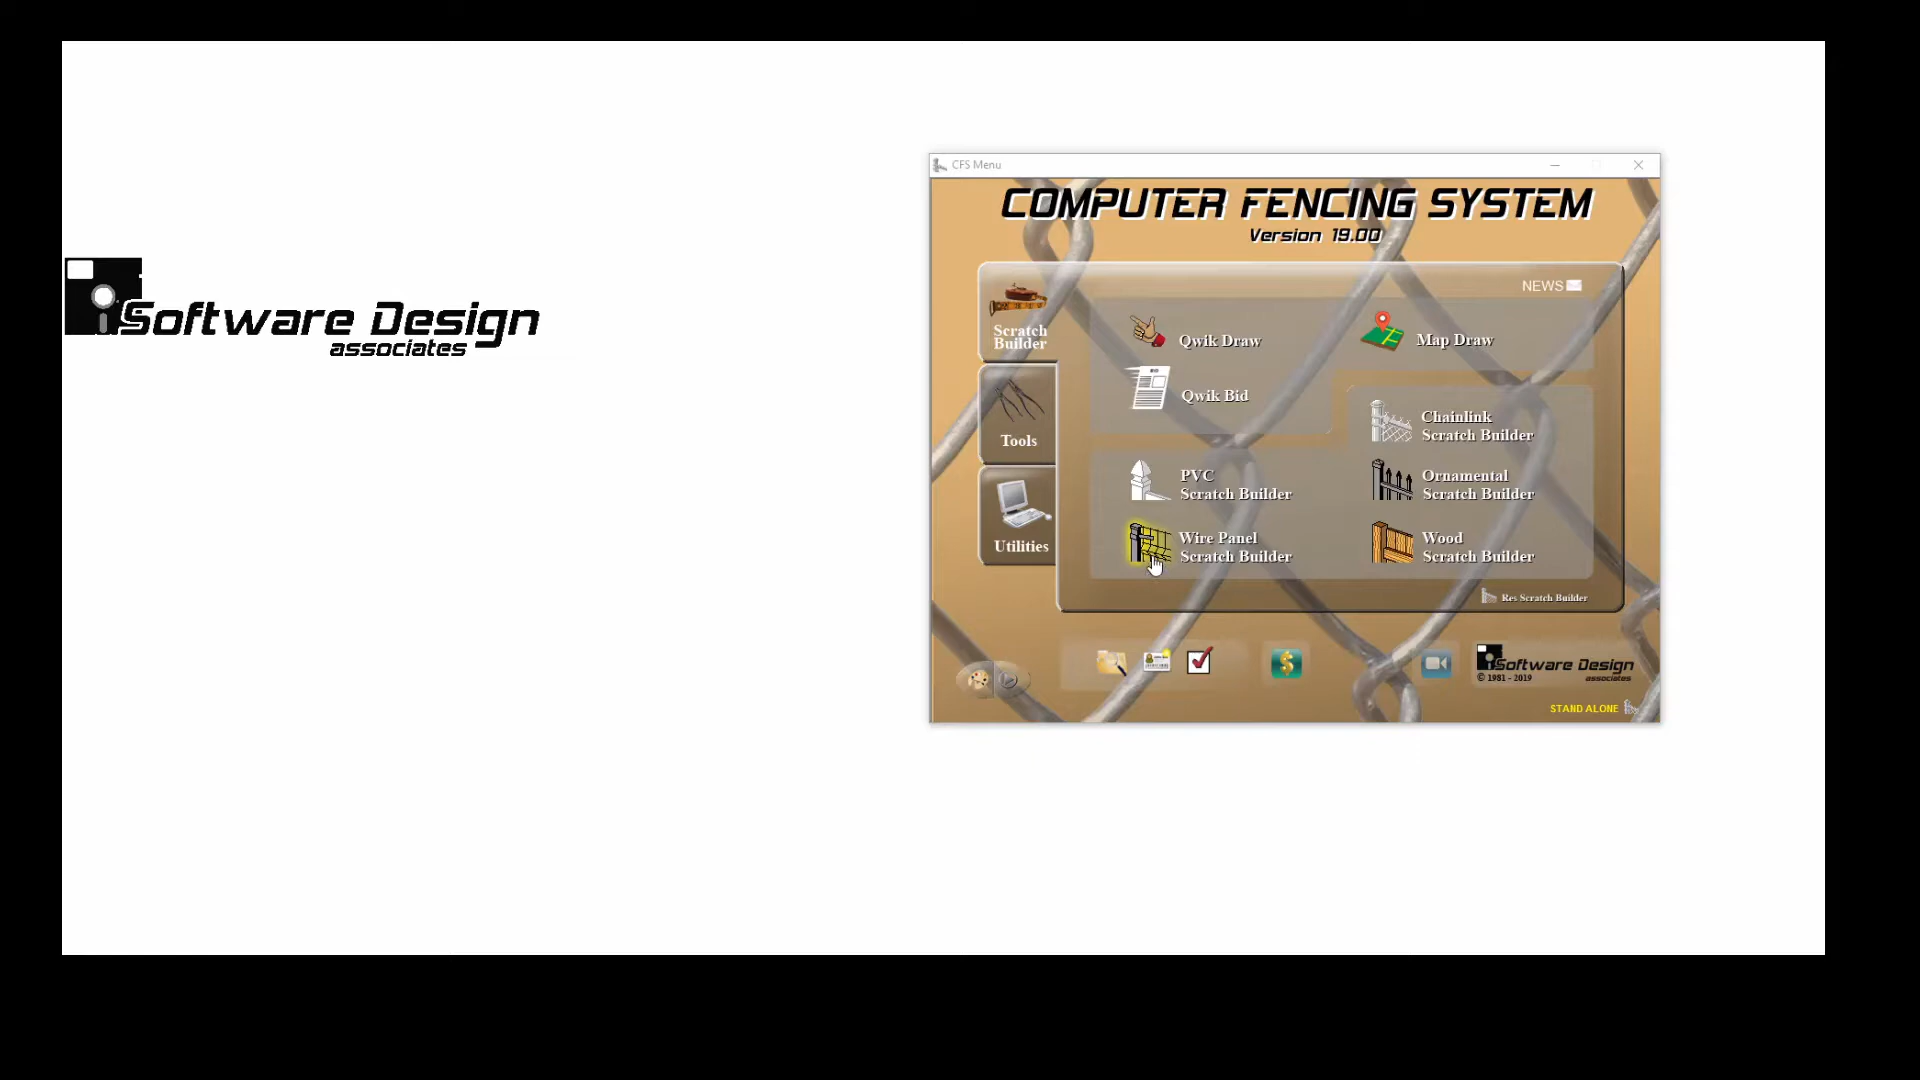 Software Design
associates
CFS Menu
COMPUTER FENCING SYSTEM
Version 19.00
NEWS
Scratch
Builder
Tools
Utilities
Qwik Draw
Map Draw
Qwik Bid
Chainlink
Scratch Builder
PVC
Scratch Builder
Ornamental
Scratch Builder
Wire Panel
Scratch Builder
Wood
Scratch Builder
Res Scratch Builder
Software Design
associates
© 1981 - 2019
STAND ALONE